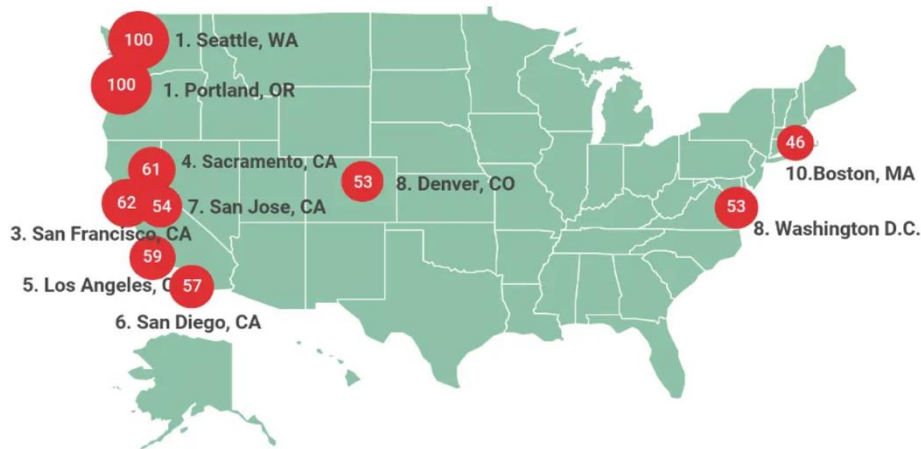 100 1. Seattle, WA
100 1. Portland, OR
61 4. Sacramento, CA
53 8. Denver, CO
46
10.Boston, MA
62 54 7. San Jose, CA
53
8. Washington D.C.
3. San Francisco, CA
59
5. Los Angeles, C
57
6. San Diego, CA